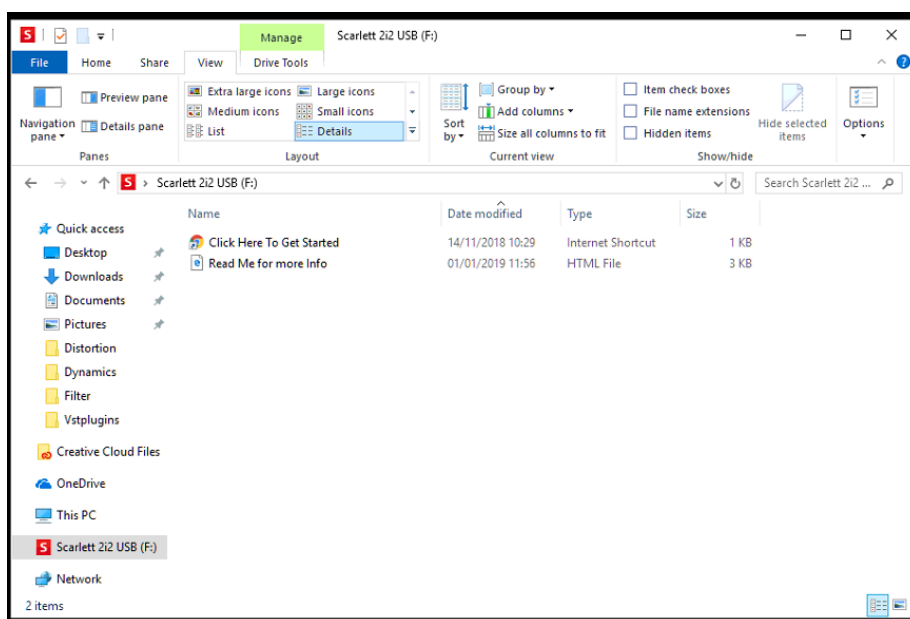 S Manage Scarlett 2i2 USB (F:)
File Home Share View Drive Tools
Preview pane Extra large icons Large icons Group by Item check boxes
Medium icons Small icons Add columns File name extensions
Navigation pane Details pane List Details Sort by Size all columns to fit Hidden items Hide selected items Options
Panes Layout Current view Show/hide
S Scarlett 2i2 USB (F:) Search Scarlett 2i2 ...
Name Date modified Type Size
Quick access
Click Here To Get Started 14/11/2018 10:29 Internet Shortcut 1 KB
Desktop
Read Me for more Info 01/01/2019 11:56 HTML File 3 KB
Downloads
Documents
Pictures
Distortion
Dynamics
Filter
Vstplugins
Creative Cloud Files
OneDrive
This PC
S Scarlett 2i2 USB (F:)
Network
2 items